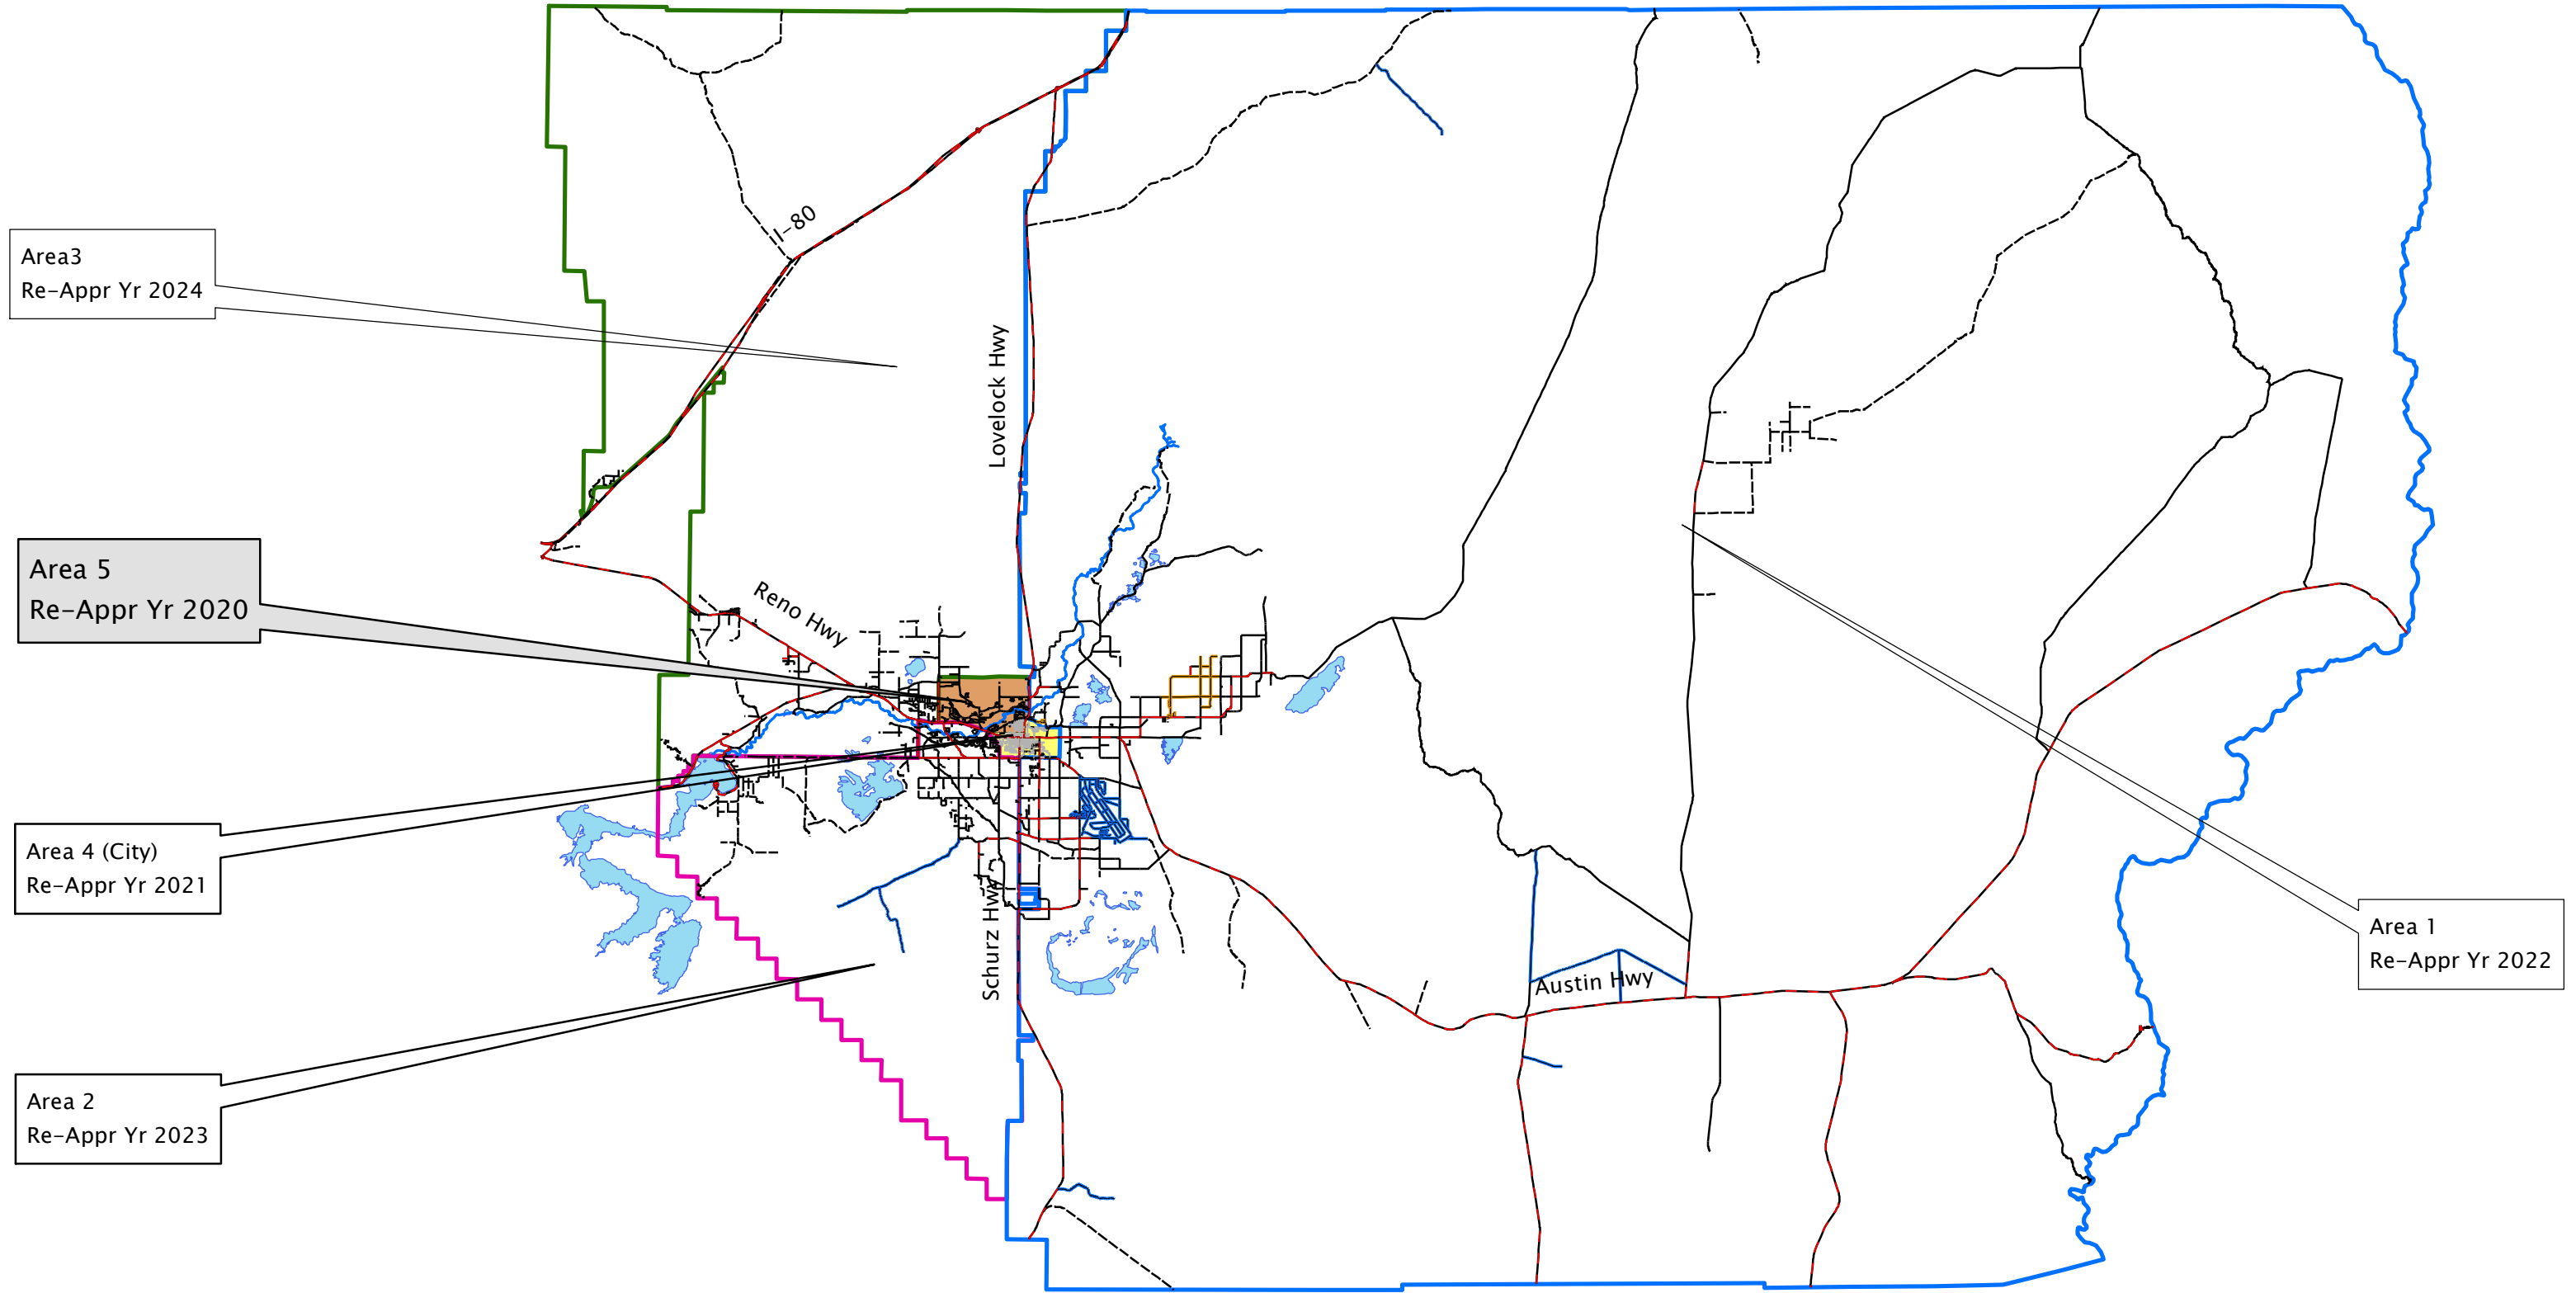 I-80
Area3
Re-Appr Yr 2024
Lovelock Hwy
Area 5
Re-Appr Yr 2020
Reno Hwy
Area 4 (City)
Re-Appr Yr 2021
Schurz Hwy
Austin Hwy
Area 1
Re-Appr Yr 2022
Area 2
Re-Appr Yr 2023